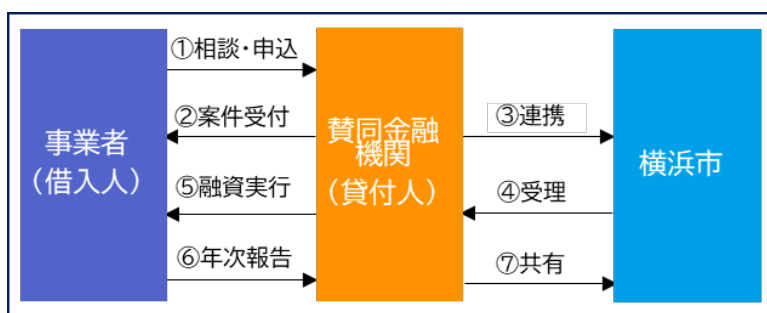 事業者
（借入人）
①相談・申込
②案件受付
⑤融資実行
⑥年次報告
賛同金融
機関
（貸付人）
③連携
④受理
⑦共有
横浜市